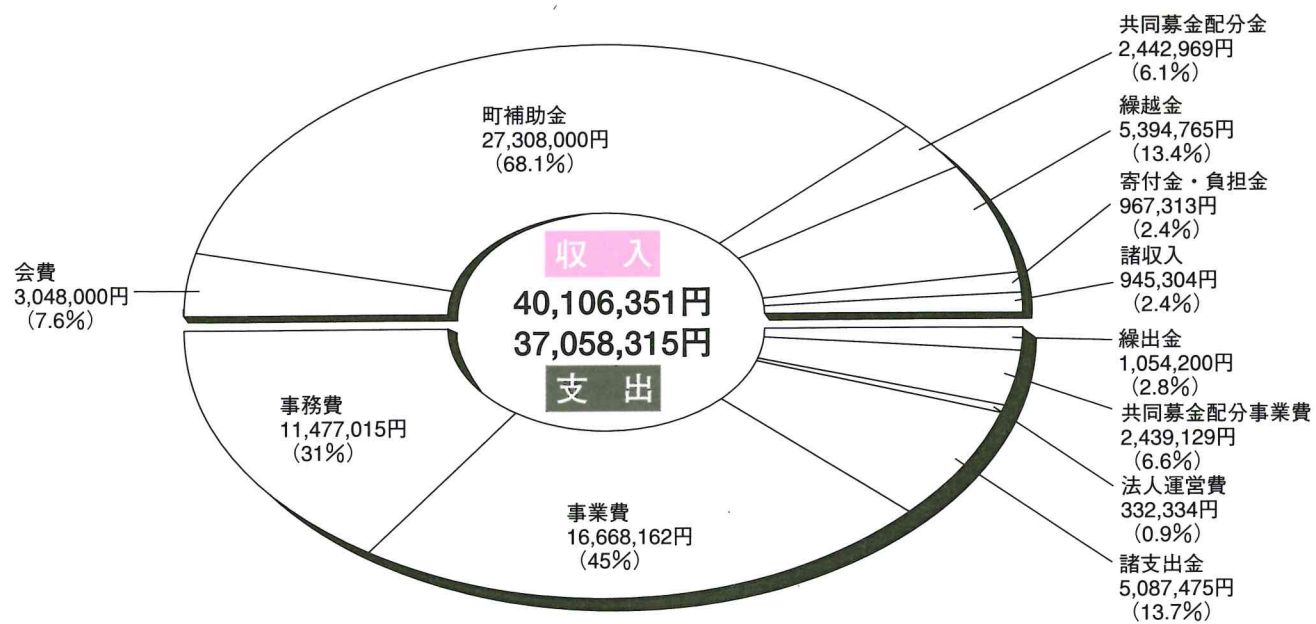 共同募金配分金
2,442,969円
(6.1%)
町補助金
27,308,000円
(68.1%)
繰越金
5,394,765円
(13.4%)
寄付金・負担金
967,313円
(2.4%)
諸収入
945,304円
(2.4%)
会費
3,048,000円
(7.6%)
収 入
40,106,351円
37,058,315円
支 出
繰出金
1,054,200円
(2.8%)
共同募金配分事業費
2,439,129円
(6.6%)
法人運営費
332,334円
(0.9%)
諸支出金
5,087,475円
(13.7%)
事務費
11,477,015円
(31%)
事業費
16,668,162円
(45%)